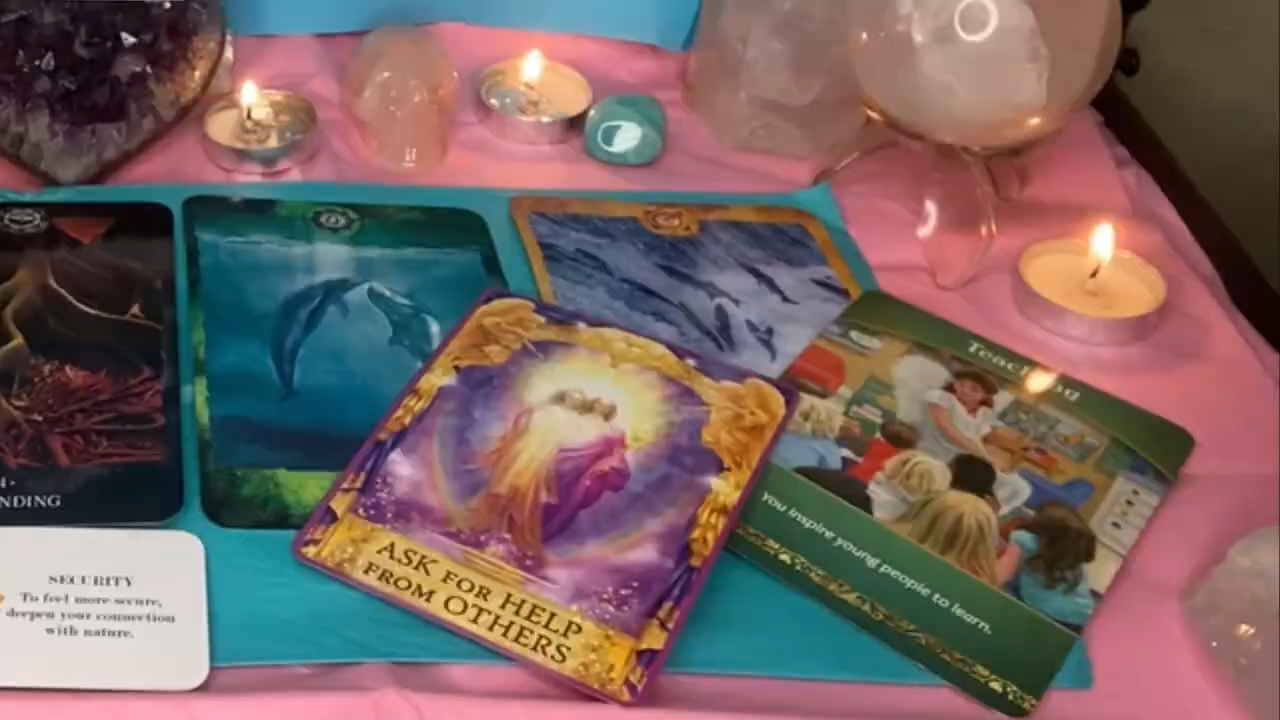 Teaching
you inspire young people to learn.
NDING
ASK FOR HELP
FROM OTHERS
SECURITY
To feel more secure,
deepen your connection
with nature.